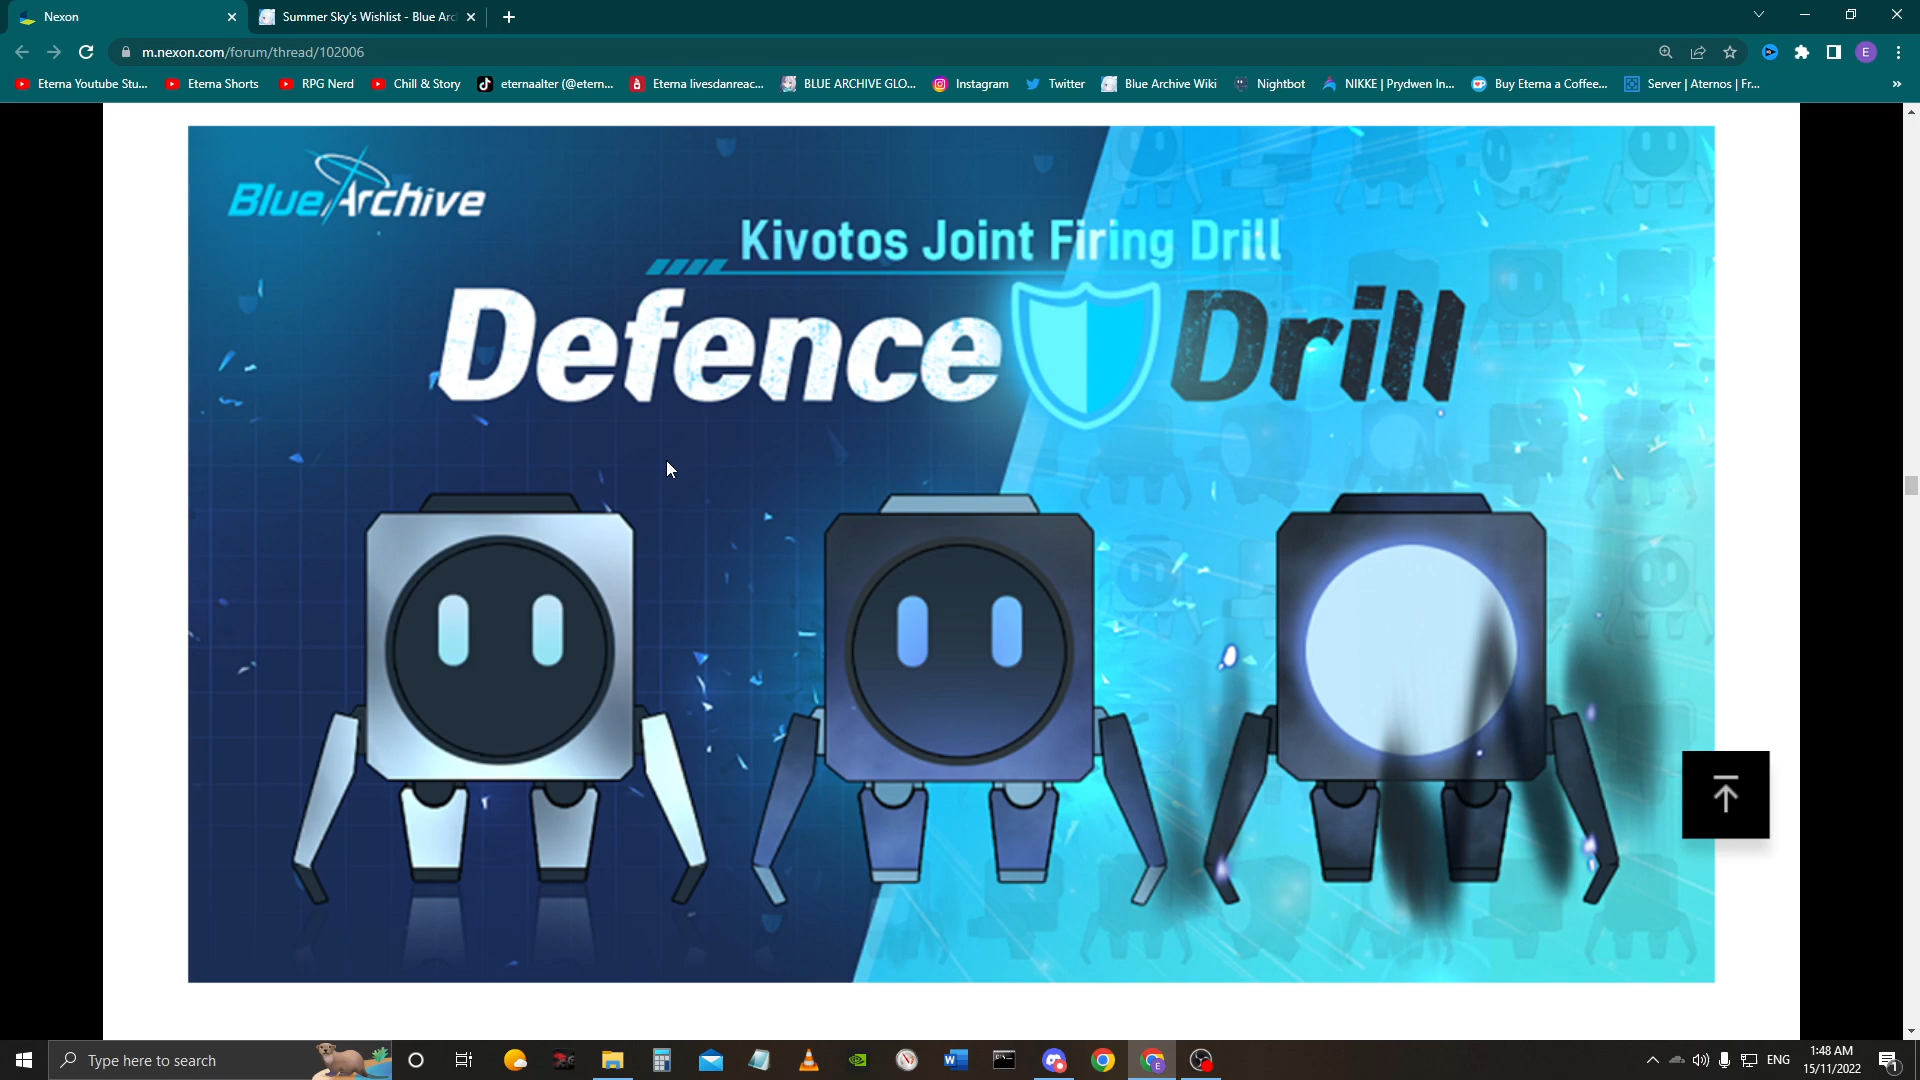 Nexon
Summer Sky's Wishlist - Blue Arc
m.nexon.com/forum/thread/102006
E
Eterna Youtube Stu...
Eterna Shorts
RPG Nerd
Chill & Story
eternaalter (@etern...
Eterna livesdanreac...
BLUE ARCHIVE GLO...
Instagram
Twitter
Blue Archive Wiki
Nightbot
NIKKE | Prydwen In...
Buy Eterna a Coffee...
Server | Aternos | Fr...
»
Blue Archive
Kivotos Joint Firing Drill
Defence Drill
Type here to search
ENG
1:48 AM
15/11/2022
1